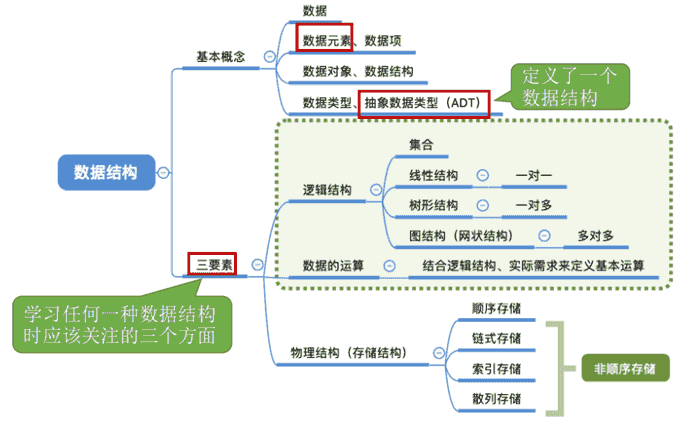 数据
数据元素、数据项
基本概念
数据对象、数据结构
数据类型、抽象数据类型（ADT）
定义了一个
数据结构
数据结构
集合
线性结构
一对一
逻辑结构
树形结构
一对多
图结构（网状结构）
多对多
三要素
数据的运算
结合逻辑结构、实际需求来定义基本运算
学习任何一种数据结构
时应该关注的三个方面
顺序存储
链式存储
物理结构（存储结构）
索引存储
散列存储
非顺序存储